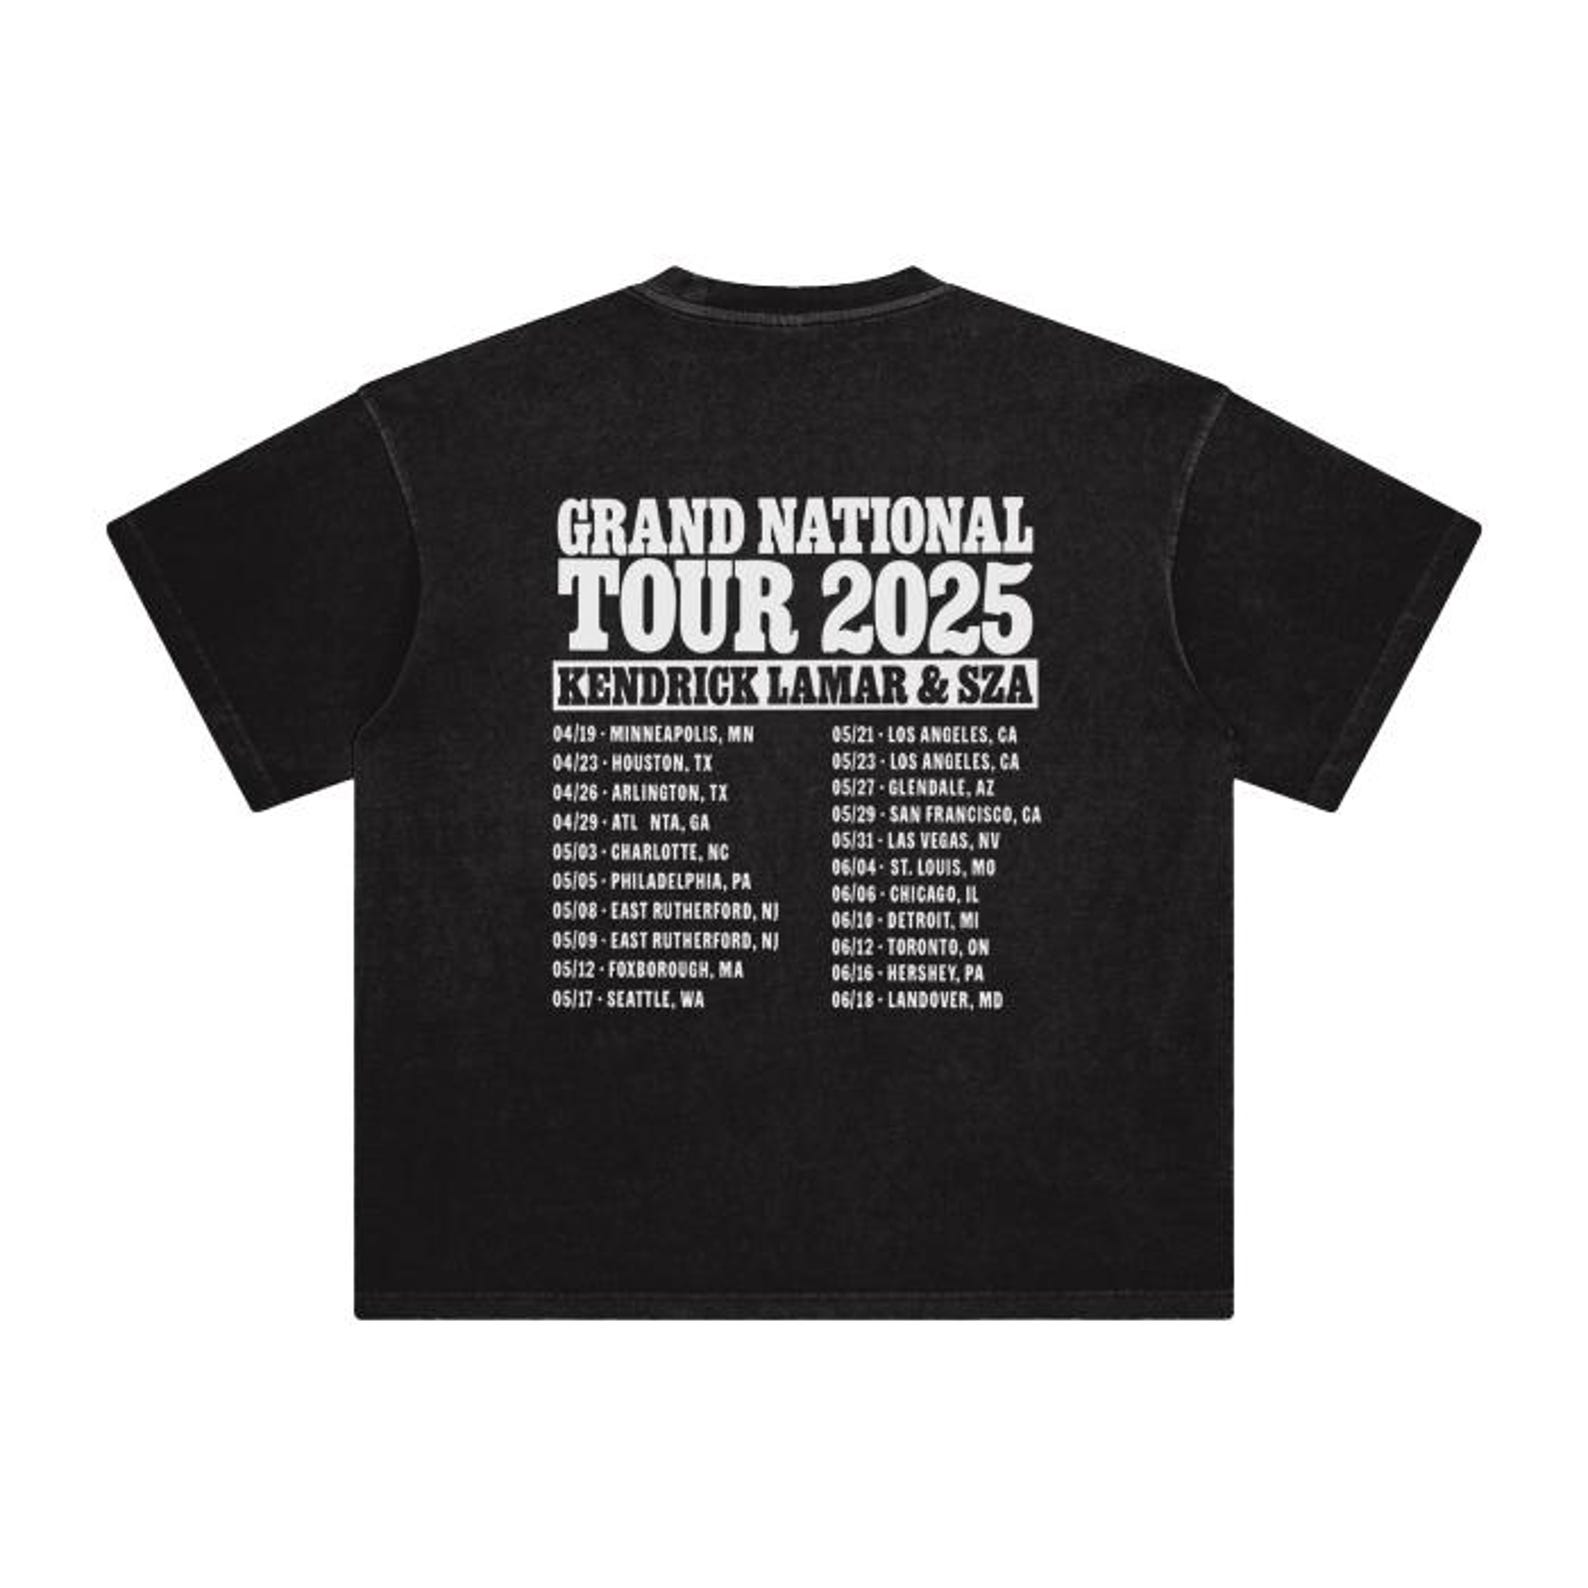 GRAND NATIONAL
TOUR 2025
KENDRICK LAMAR & SZA
04/19 · MINNEAPOLIS, MN
04/23 · HOUSTON, TX
04/26 · ARLINGTON, TX
04/29 · ATL NTA, GA
05/03 · CHARLOTTE, NC
05/05 · PHILADELPHIA, PA
05/08 · EAST RUTHERFORD, NJ
05/09 · EAST RUTHERFORD, NJ
05/12 · FOXBOROUGH, MA
05/17 · SEATTLE, WA
05/21 · LOS ANGELES, CA
05/23 · LOS ANGELES, CA
05/27 · GLENDALE, AZ
05/29 · SAN FRANCISCO, CA
05/31 · LAS VEGAS, NV
06/04 · ST. LOUIS, MO
06/06 · CHICAGO, IL
06/10 · DETROIT, MI
06/12 · TORONTO, ON
06/16 · HERSHEY, PA
06/18 · LANDOVER, MD